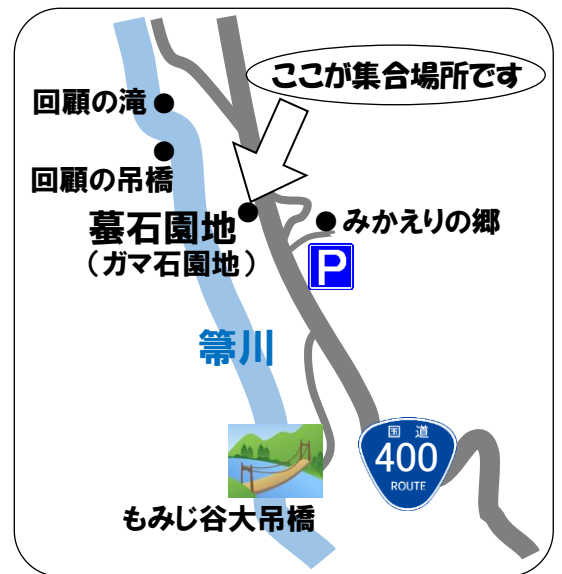 ここが集合場所です
回顧の滝
回顧の吊橋
墓石園地
（ガマ石園地）
みかえりの郷
P
箒川
国道
400
ROUTE
もみじ谷大吊橋